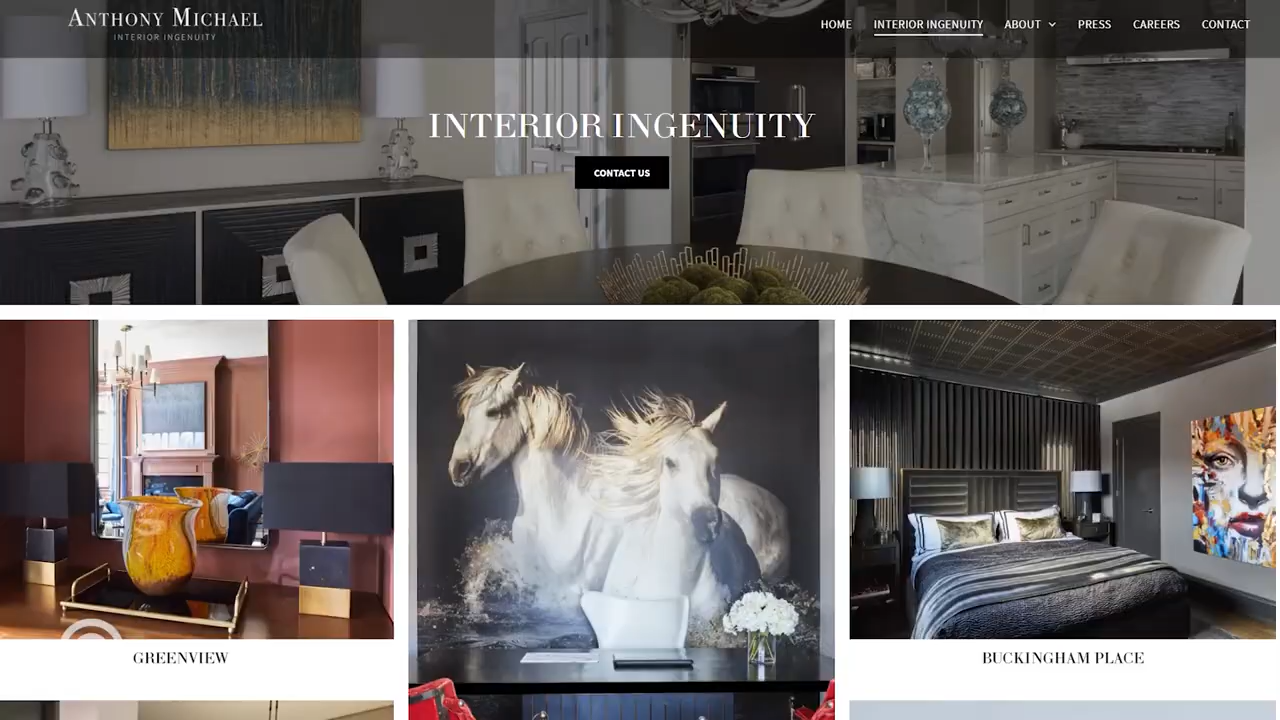 ANTHONY MICHAEL
INTERIOR INGENUITY
HOME
INTERIOR INGENUITY
ABOUT
PRESS
CAREERS
CONTACT
INTERIOR INGENUITY
CONTACT US
GREENVIEW
BUCKINGHAM PLACE